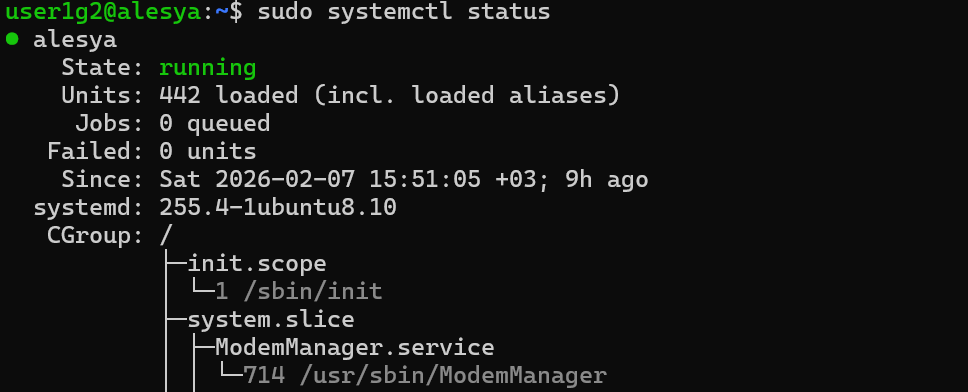 user1g2@alesya:~$ sudo systemctl status
● alesya
    State: running
    Units: 442 loaded (incl. loaded aliases)
     Jobs: 0 queued
   Failed: 0 units
    Since: Sat 2026-02-07 15:51:05 +03; 9h ago
  systemd: 255.4-1ubuntu8.10
   CGroup: /
           ├─init.scope
           │ └─1 /sbin/init
           ├─system.slice
           │ ├─ModemManager.service
           │ │ └─714 /usr/sbin/ModemManager